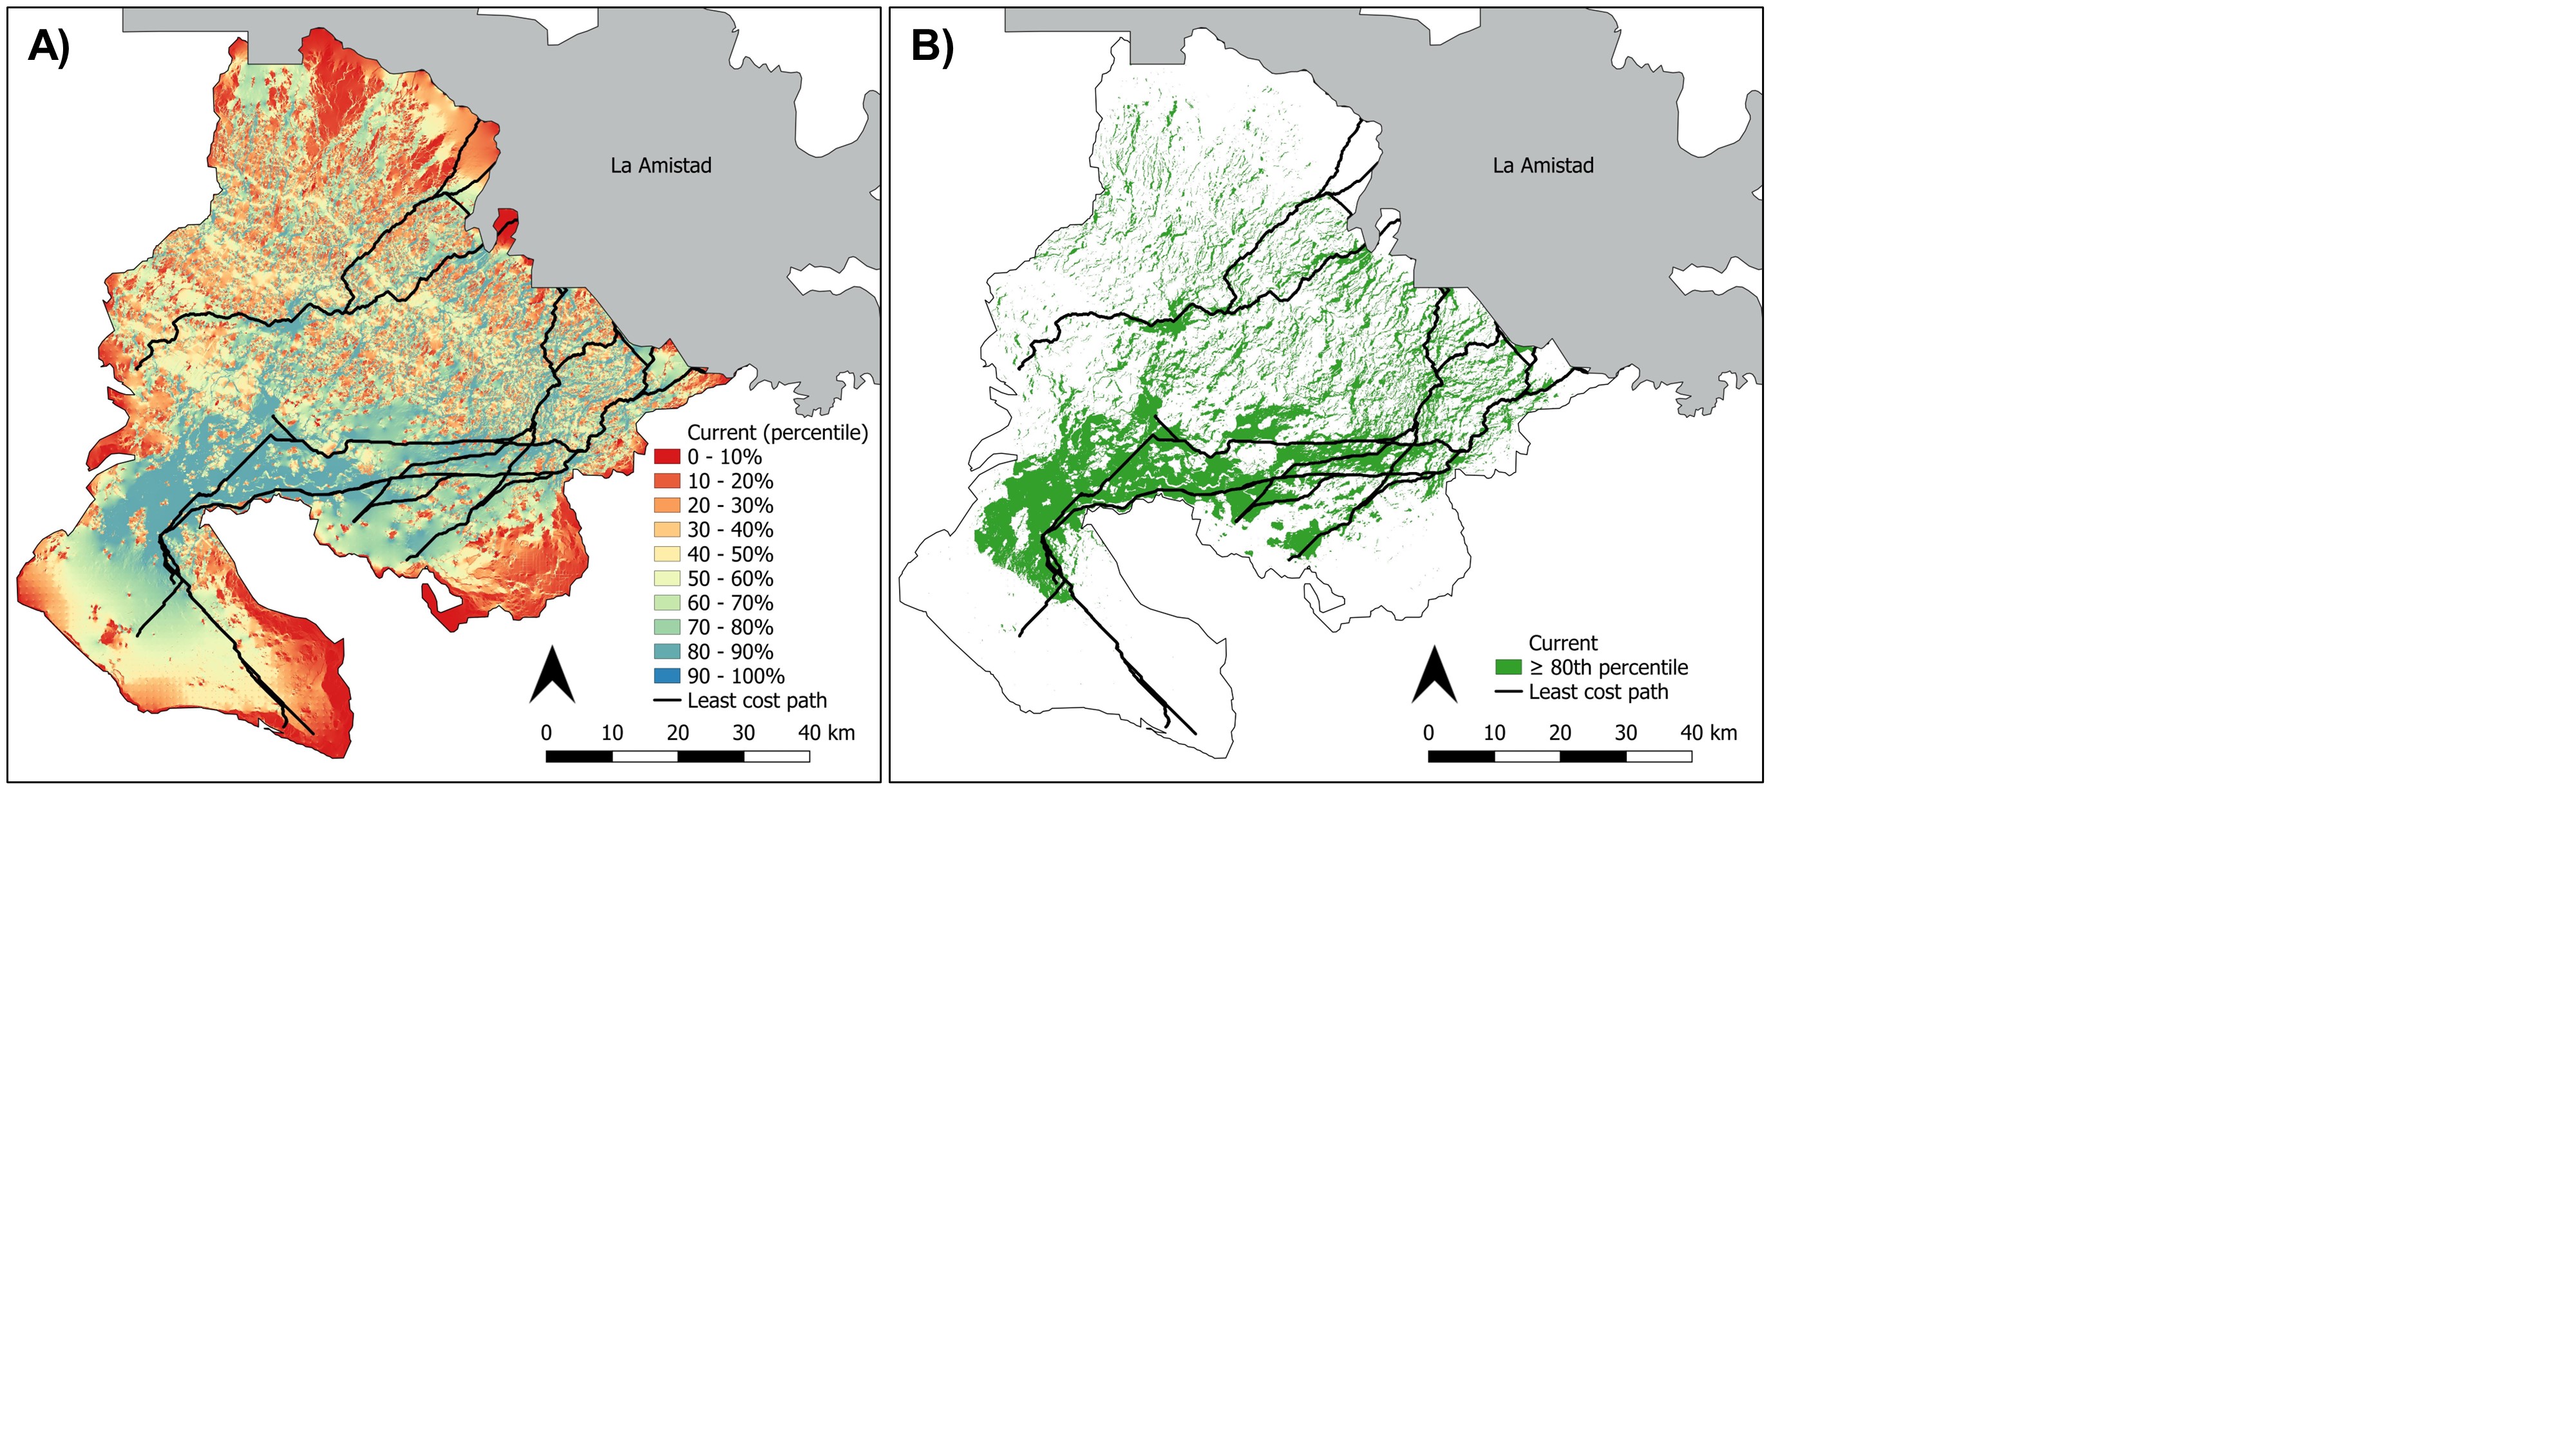 A)
La Amistad
Current (percentile)
0 - 10%
10 - 20%
20 - 30%
30 - 40%
40 - 50%
50 - 60%
60 - 70%
70 - 80%
80 - 90%
90 - 100%
Least cost path
0 10 20 30 40 km
B)
La Amistad
Current
≥ 80th percentile
Least cost path
0 10 20 30 40 km